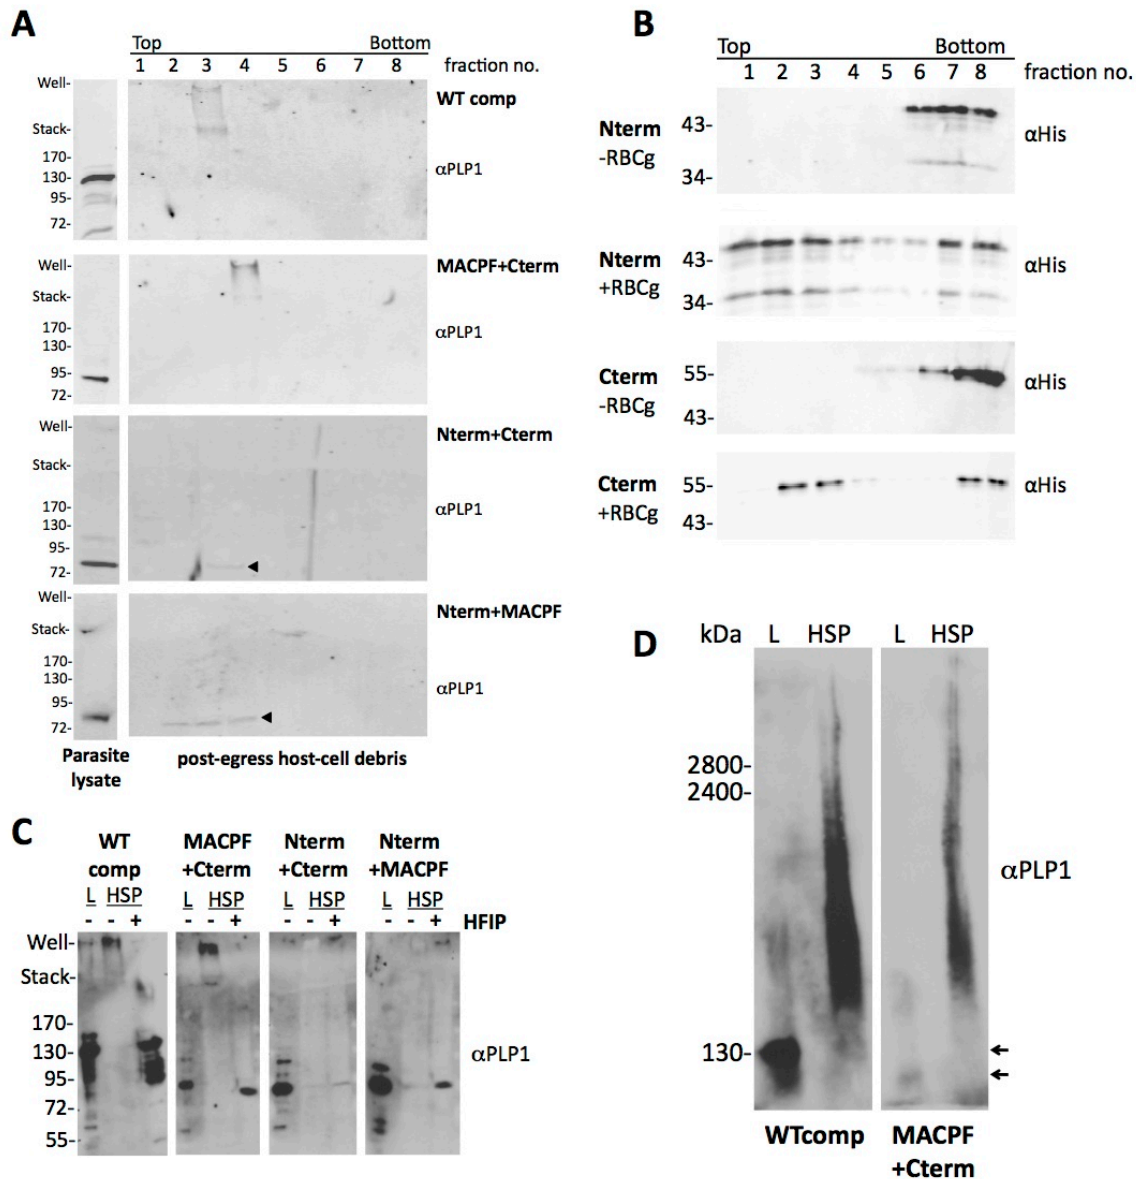 A
Top Bottom
1 2 3 4 5 6 7 8 fraction no.
Well-
Stack-
170-
130-
95-
72-
WT comp
αPLP1
Well-
Stack-
170-
130-
95-
72-
MACPF+Cterm
αPLP1
Well-
Stack-
170-
130-
95-
72-
Nterm+Cterm
αPLP1
Well-
Stack-
170-
130-
95-
72-
Nterm+MACPF
αPLP1
Parasite
lysate
post-egress host-cell debris
B
Top Bottom
1 2 3 4 5 6 7 8 fraction no.
Nterm
-RBCg
43-
34-
αHis
Nterm
+RBCg
43-
34-
αHis
Cterm
-RBCg
55-
43-
αHis
Cterm
+RBCg
55-
43-
αHis
C
WT
comp
MACPF
+Cterm
Nterm
+Cterm
Nterm
+MACPF
L HSP L HSP L HSP L HSP
- - + - - + - - + - - + HFIP
Well-
Stack-
170-
130-
95-
72-
55-
αPLP1
D
kDa L HSP L HSP
2800-
2400-
130-
αPLP1
WTcomp
MACPF
+Cterm